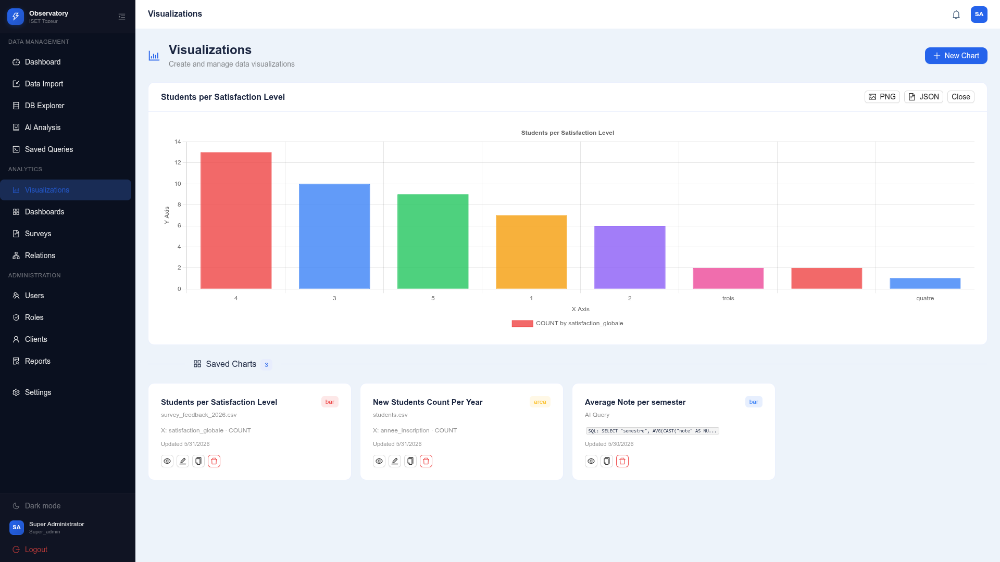 Observatory
ISET Tozeur
DATA MANAGEMENT
Dashboard
Data Import
DB Explorer
AI Analysis
Saved Queries
ANALYTICS
Visualizations
Dashboards
Surveys
Relations
ADMINISTRATION
Users
Roles
Clients
Reports
Settings
Dark mode
SA
Super Administrator
Super_admin
Logout
Visualizations
SA
Visualizations
Create and manage data visualizations
New Chart
Students per Satisfaction Level
PNG
JSON
Close
Students per Satisfaction Level
14
12
10
8
6
4
2
0
Y Axis
4 3 5 1 2 trois quatre
X Axis
COUNT by satisfaction_globale
Saved Charts 3
Students per Satisfaction Level bar
survey_feedback_2026.csv
X: satisfaction_globale · COUNT
Updated 5/31/2026
New Students Count Per Year area
students.csv
X: annee_inscription · COUNT
Updated 5/31/2026
Average Note per semester bar
AI Query
SQL: SELECT "semestre", AVG(CAST("note" AS NU...
Updated 5/30/2026